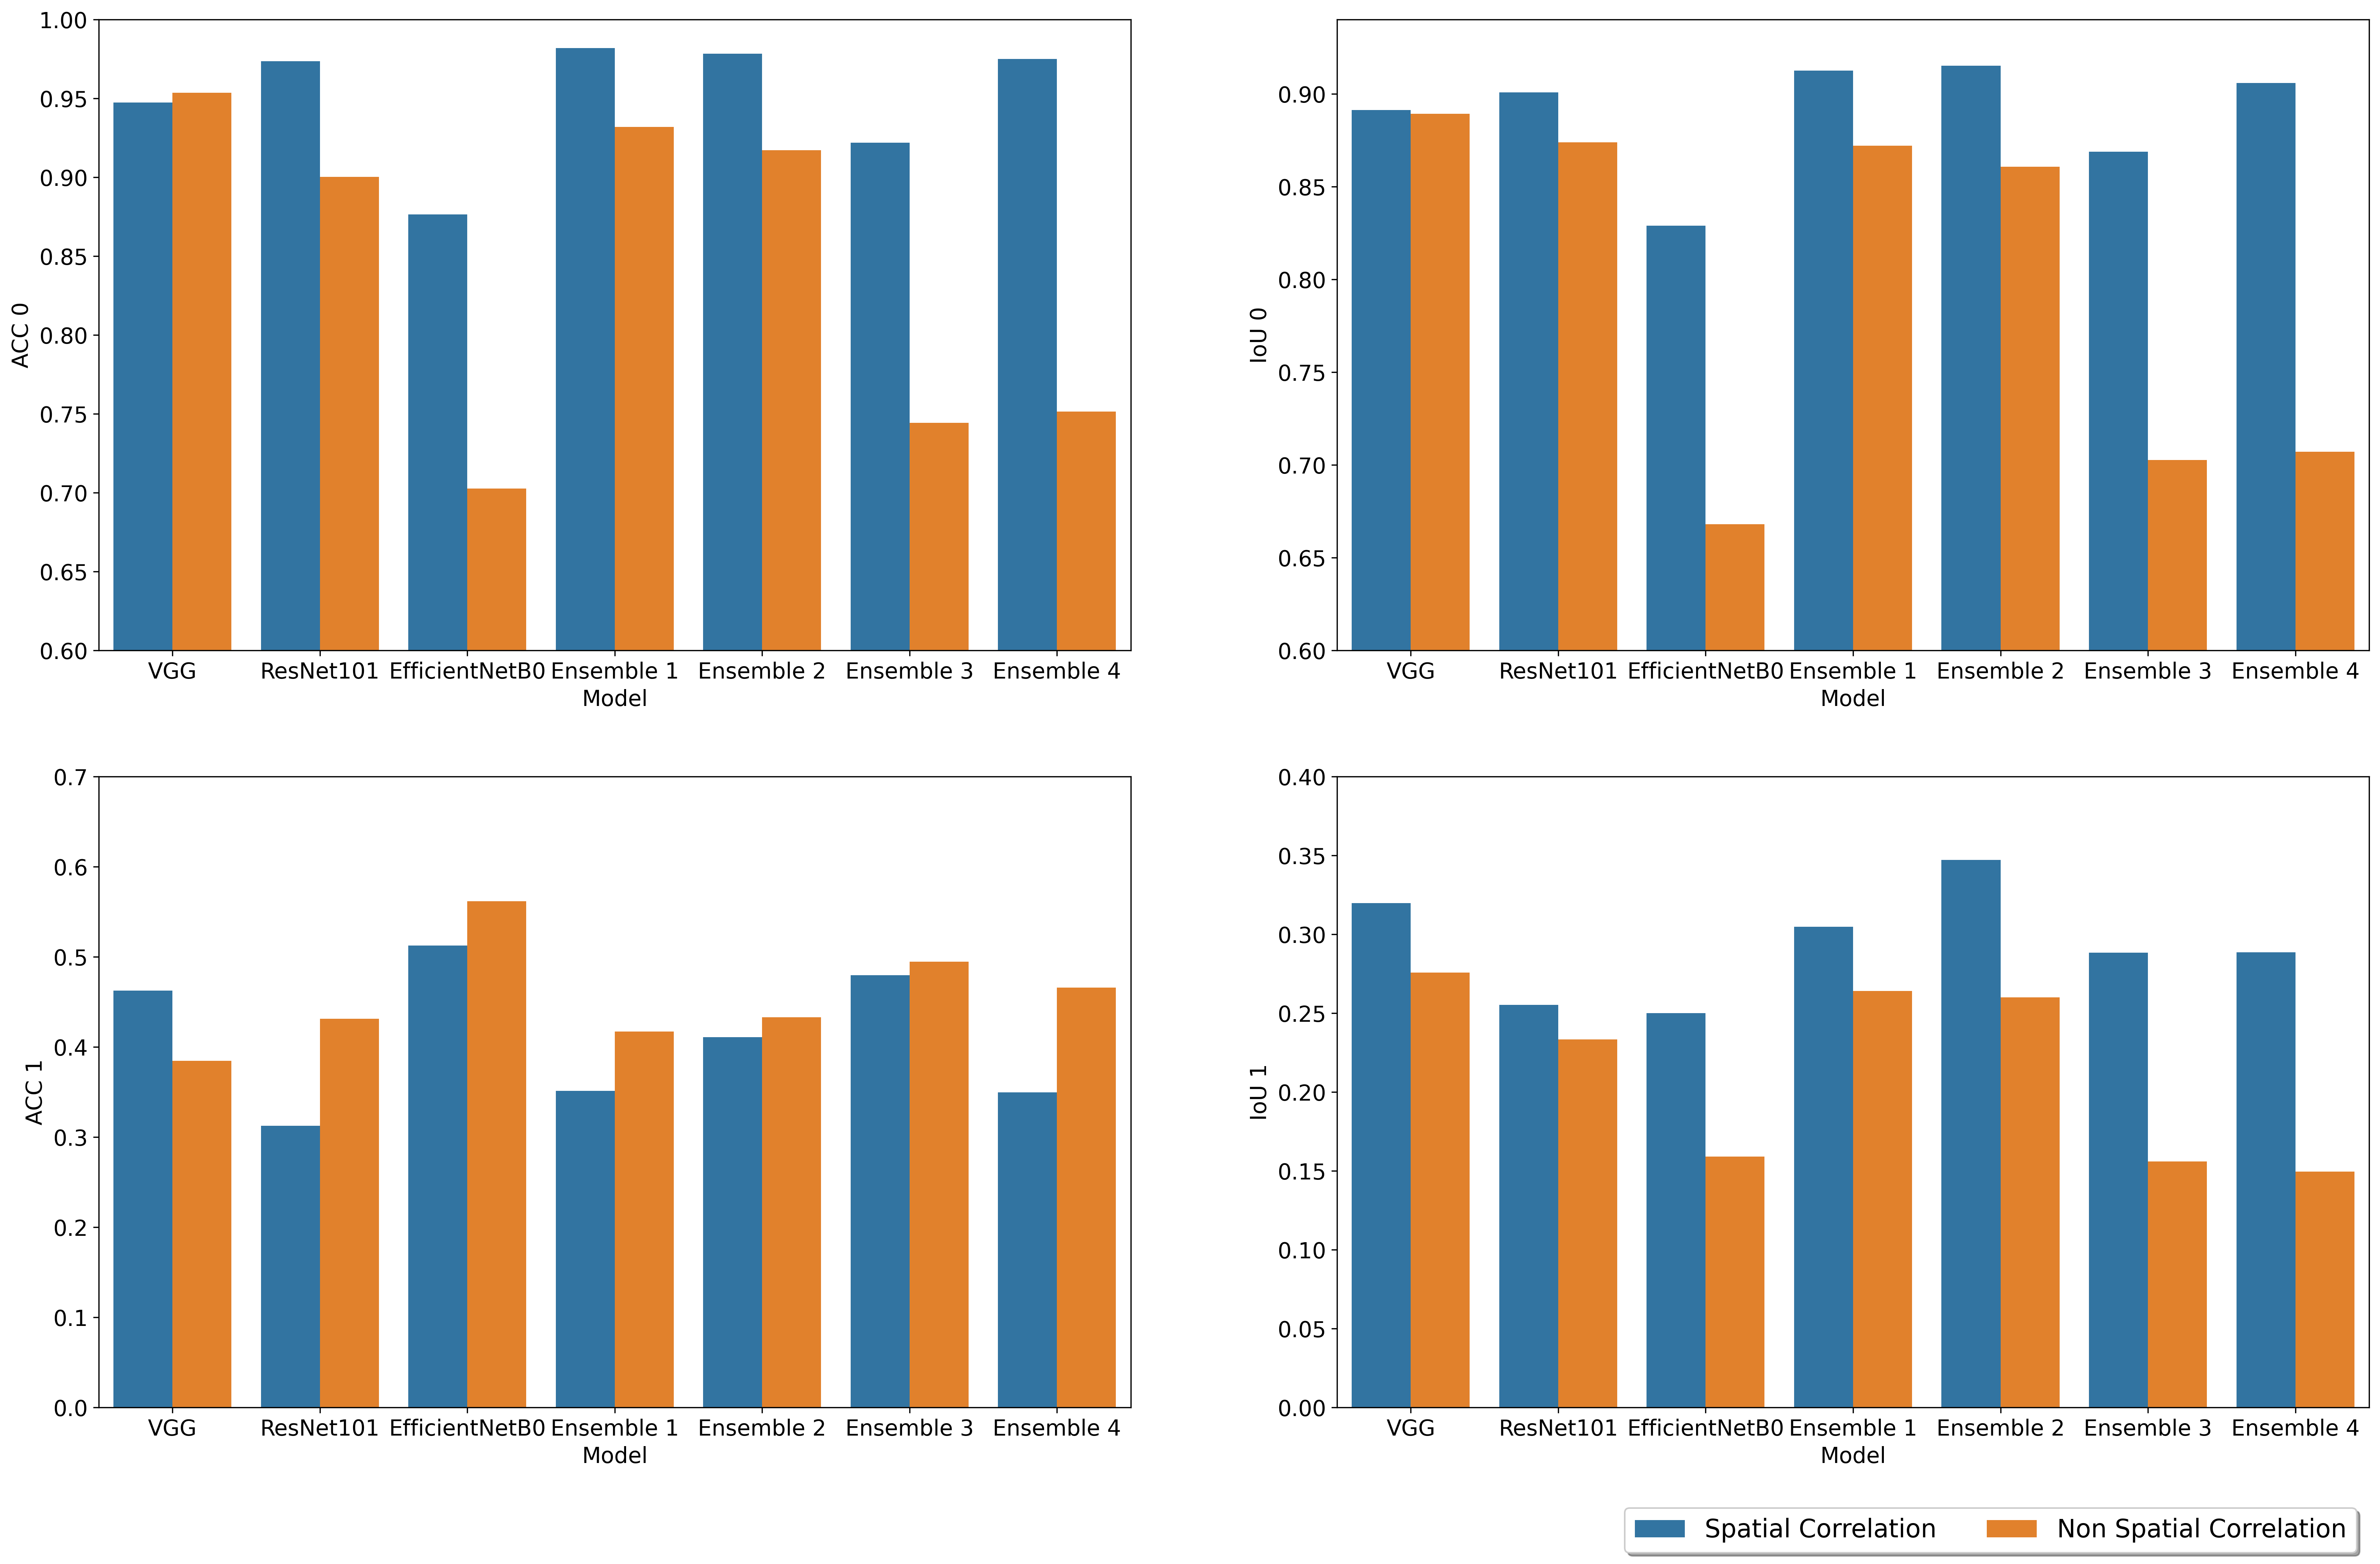 1.00
0.95
0.90
0.85
0.80
0.75
0.70
0.65
0.60
ACC 0
VGG ResNet101 EfficientNetB0 Ensemble 1 Ensemble 2 Ensemble 3 Ensemble 4
Model
0.90
0.85
0.80
0.75
0.70
0.65
0.60
IoU 0
VGG ResNet101 EfficientNetB0 Ensemble 1 Ensemble 2 Ensemble 3 Ensemble 4
Model
0.7
0.6
0.5
0.4
0.3
0.2
0.1
0.0
ACC 1
VGG ResNet101 EfficientNetB0 Ensemble 1 Ensemble 2 Ensemble 3 Ensemble 4
Model
0.40
0.35
0.30
0.25
0.20
0.15
0.10
0.05
0.00
IoU 1
VGG ResNet101 EfficientNetB0 Ensemble 1 Ensemble 2 Ensemble 3 Ensemble 4
Model
Spatial Correlation Non Spatial Correlation